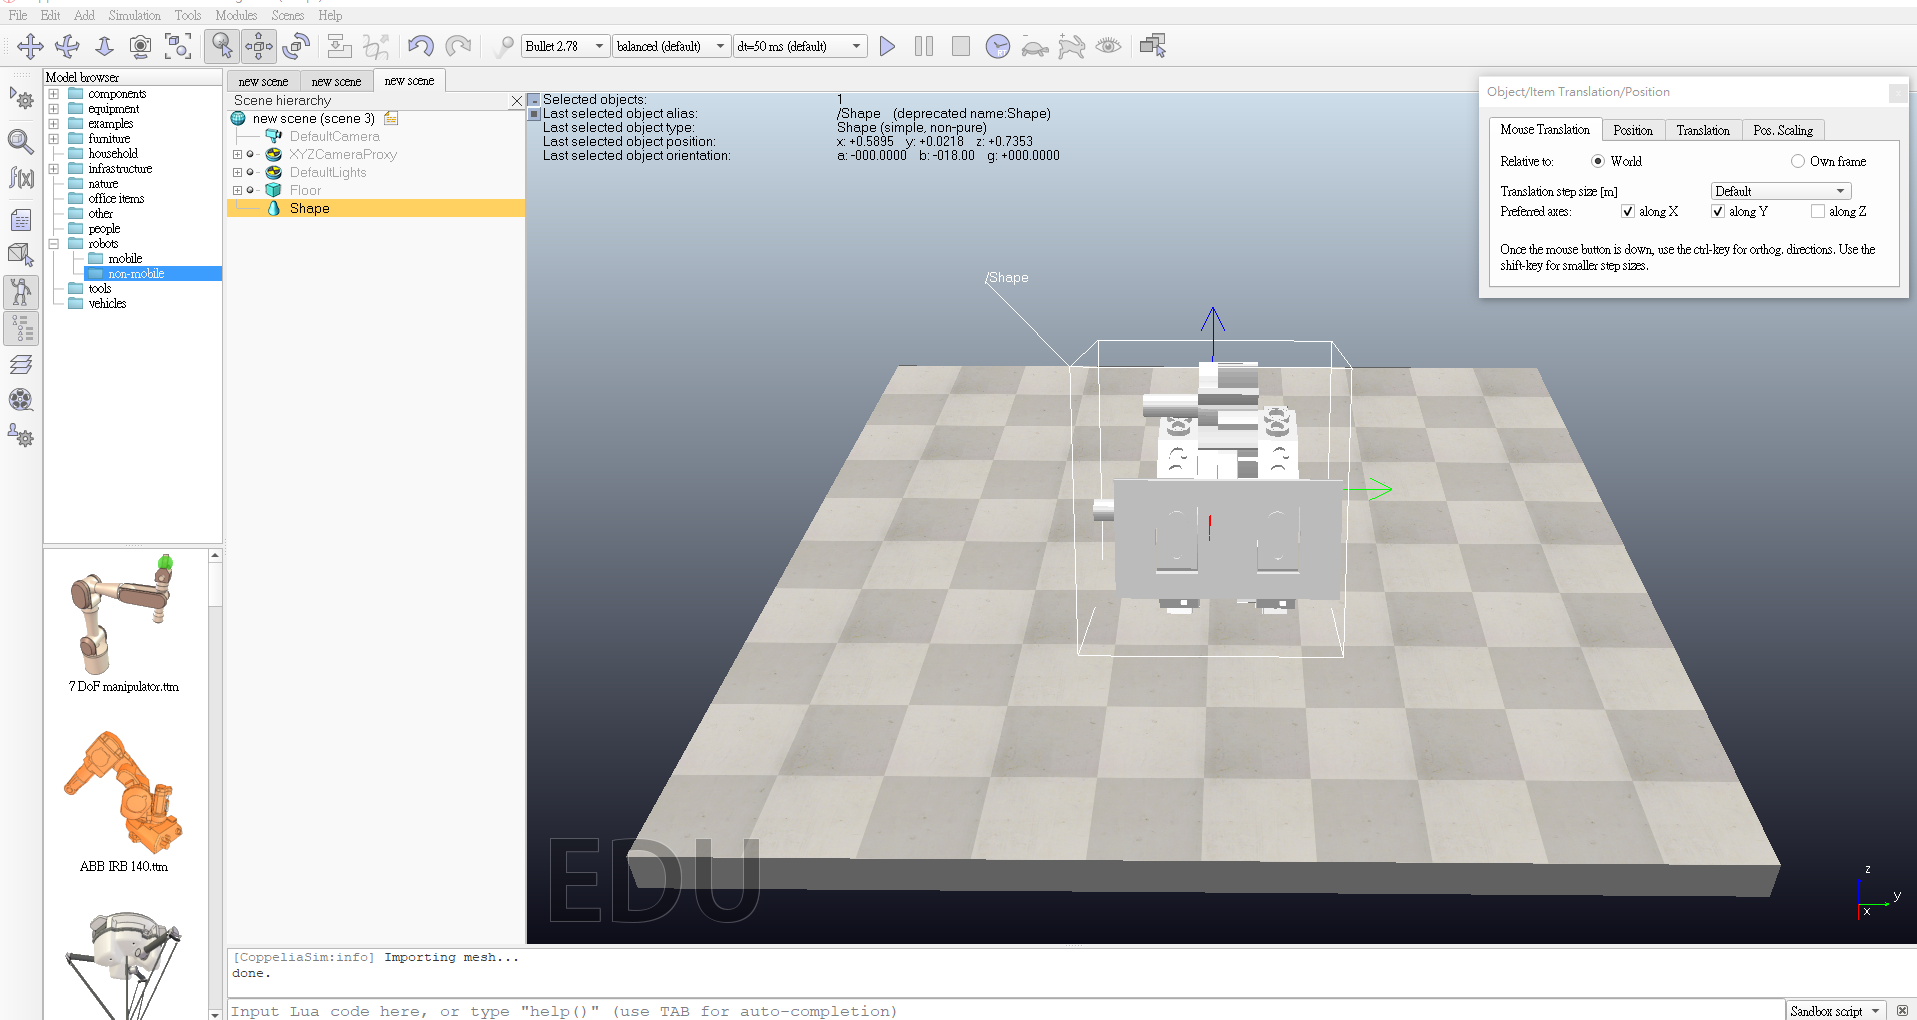 File Edit Add Simulation Tools Modules Scenes Help
Bullet 2.78 balanced (default) dt=50 ms (default)
Model browser
components
equipment
examples
furniture
household
infrastructure
nature
office items
other
people
robots
mobile
non-mobile
tools
vehicles
7 DoF manipulator.ttm
ABB IRB 140.ttm
new scene new scene new scene
Scene hierarchy
new scene (scene 3)
DefaultCamera
XYZCameraProxy
DefaultLights
Floor
Shape
Selected objects: 1
Last selected object alias: /Shape (deprecated name:Shape)
Last selected object type: Shape (simple, non-pure)
Last selected object position: x: +0.5895 y: +0.0218 z: +0.7353
Last selected object orientation: a: -000.0000 b: -018.00 g: +000.0000
/Shape
EDU
z
y
x
Object/Item Translation/Position
Mouse Translation Position Translation Pos. Scaling
Relative to: World Own frame
Translation step size [m] Default
Preferred axes: along X along Y along Z
Once the mouse button is down, use the ctrl-key for orthog. directions. Use the
shift-key for smaller step sizes.
[CoppeliaSim:info] Importing mesh...
done.
Input Lua code here, or type "help()" (use TAB for auto-completion)
Sandbox script